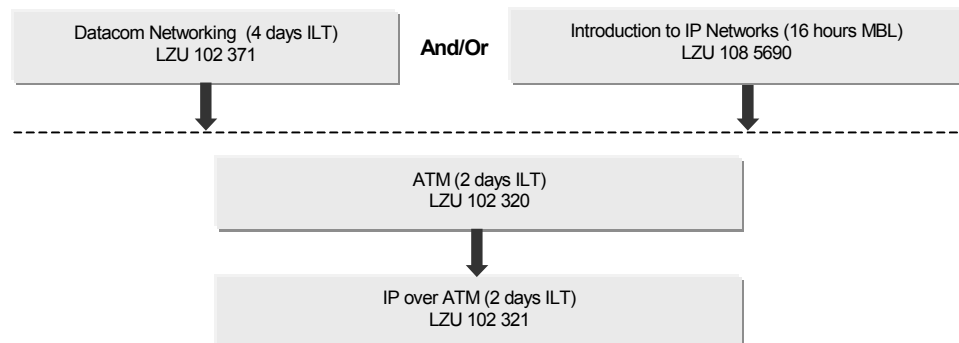 Datacom Networking (4 days ILT)
LZU 102 371
And/Or
Introduction to IP Networks (16 hours MBL)
LZU 108 5690
ATM (2 days ILT)
LZU 102 320
IP over ATM (2 days ILT)
LZU 102 321